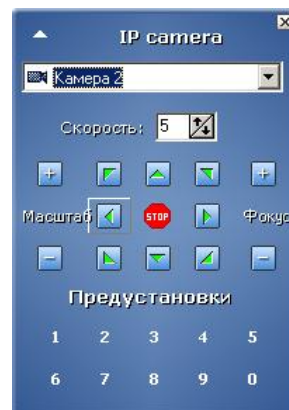 IP camera
Камера 2
Скорость: 5
+ +
Масштаб STOP Фокус
− −
Предустановки
1 2 3 4 5
6 7 8 9 0